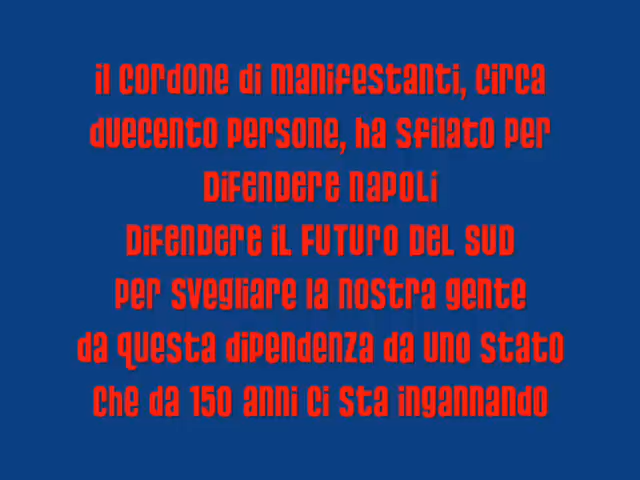 il cordone di manifestanti, circa
duecento persone, ha sfilato per
DIFENDERE NAPOLI
DIFENDERE IL FUTURO DEL SUD
per svegliare la nostra gente
da questa dipendenza da uno stato
che da 150 anni ci sta ingannando